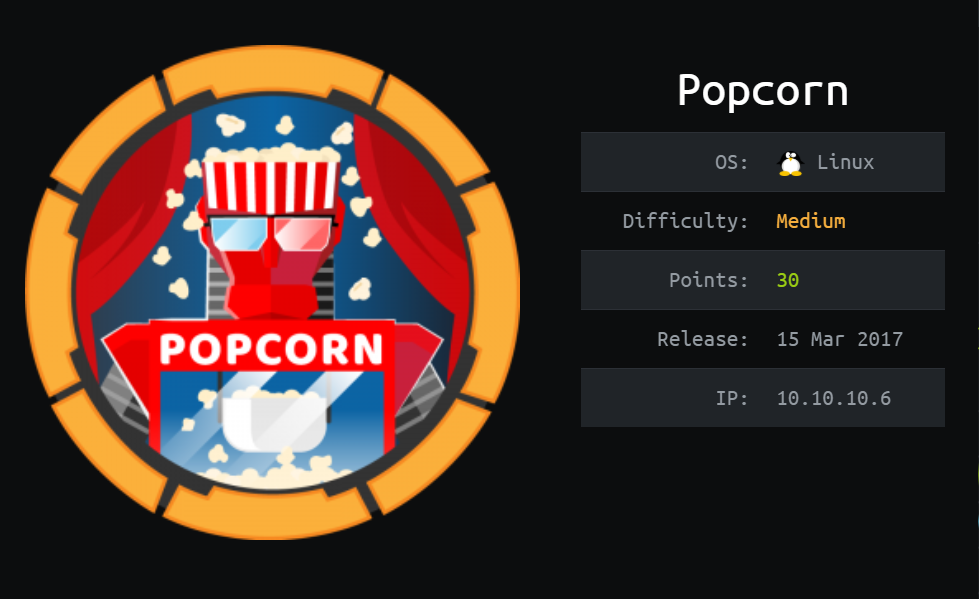 POPCORN
Popcorn
OS: Linux
Difficulty: Medium
Points: 30
Release: 15 Mar 2017
IP: 10.10.10.6